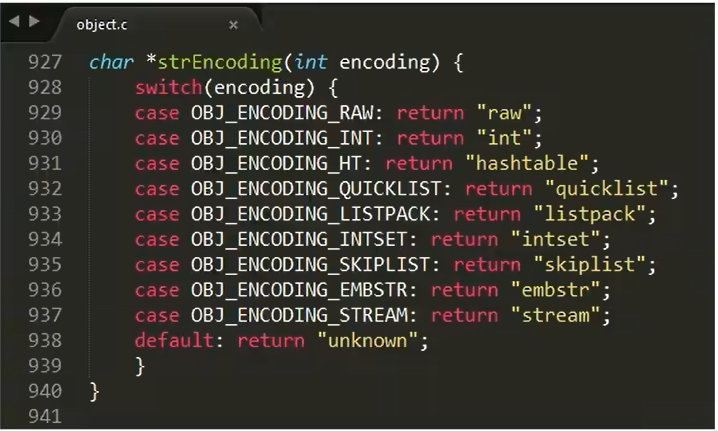 object.c ×
927 char *strEncoding(int encoding) {
928     switch(encoding) {
929     case OBJ_ENCODING_RAW: return "raw";
930     case OBJ_ENCODING_INT: return "int";
931     case OBJ_ENCODING_HT: return "hashtable";
932     case OBJ_ENCODING_QUICKLIST: return "quicklist";
933     case OBJ_ENCODING_LISTPACK: return "listpack";
934     case OBJ_ENCODING_INTSET: return "intset";
935     case OBJ_ENCODING_SKIPLIST: return "skiplist";
936     case OBJ_ENCODING_EMBSTR: return "embstr";
937     case OBJ_ENCODING_STREAM: return "stream";
938     default: return "unknown";
939     }
940 }
941